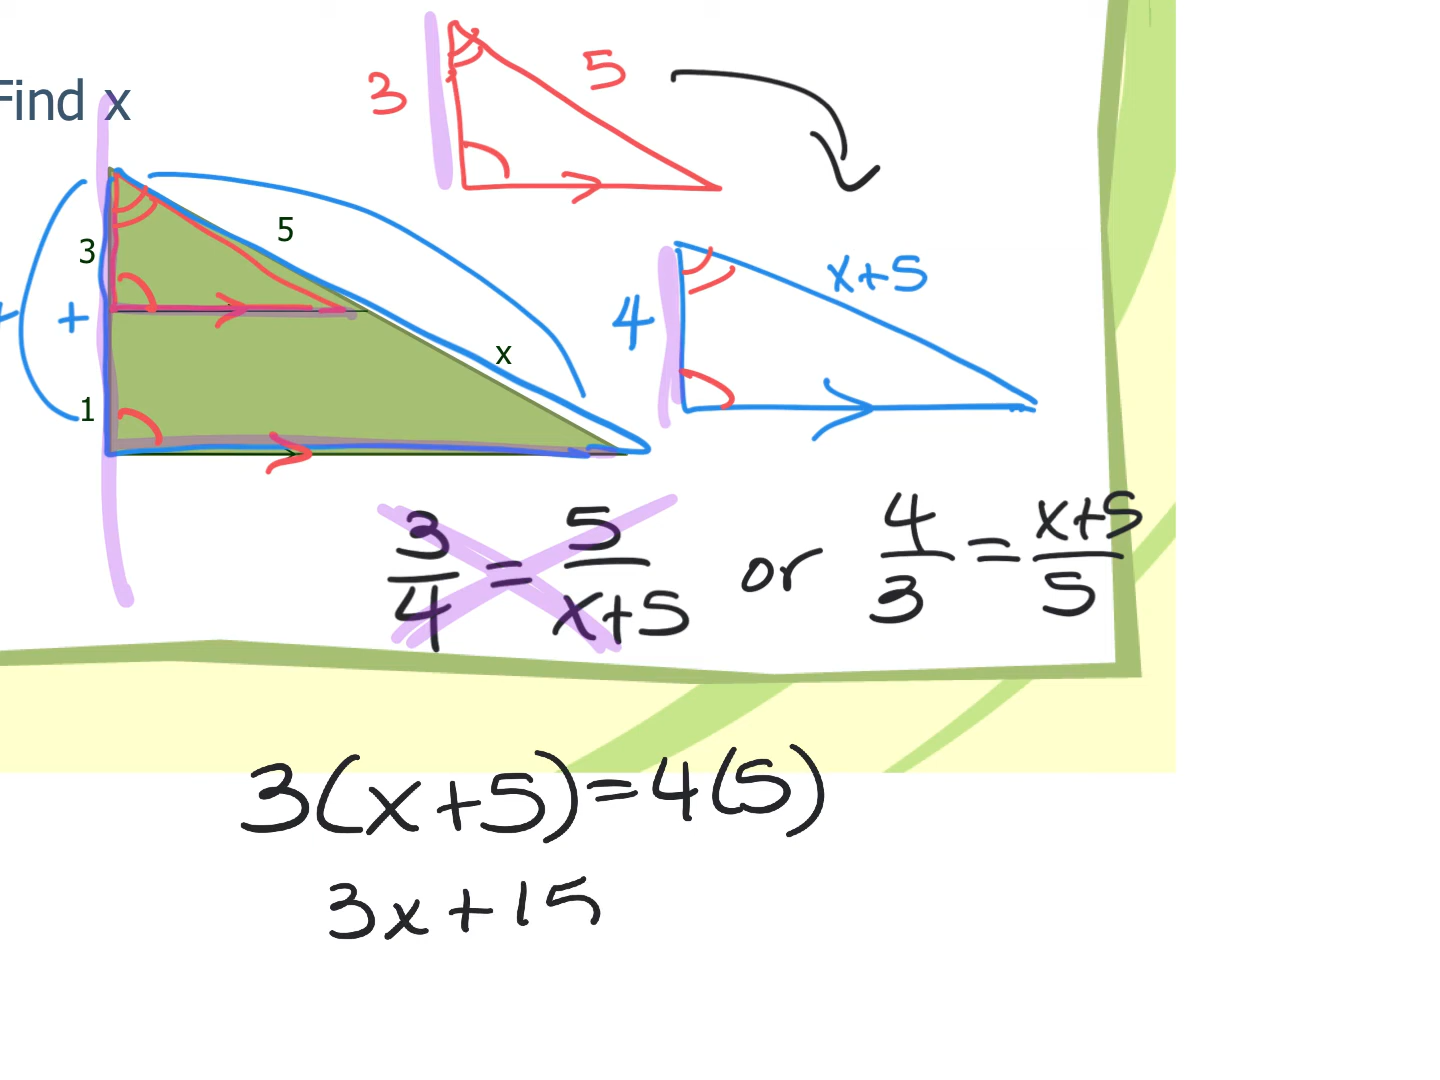 Find x
3
5
3
5
x+5
4
+
x
1
3/4 = 5/x+5 or 4/3 = x+5/5
3(x+5)=4(5)
3x+15